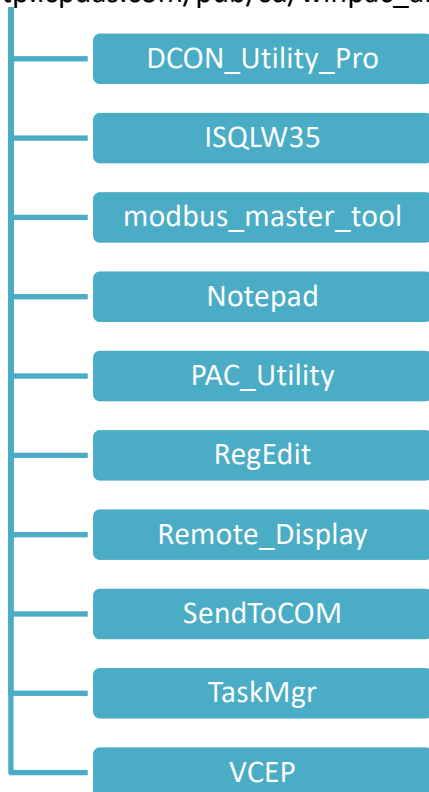 DCON_Utility_Pro
ISQLW35
modbus_master_tool
Notepad
PAC_Utility
RegEdit
Remote_Display
SendToCOM
TaskMgr
VCEP